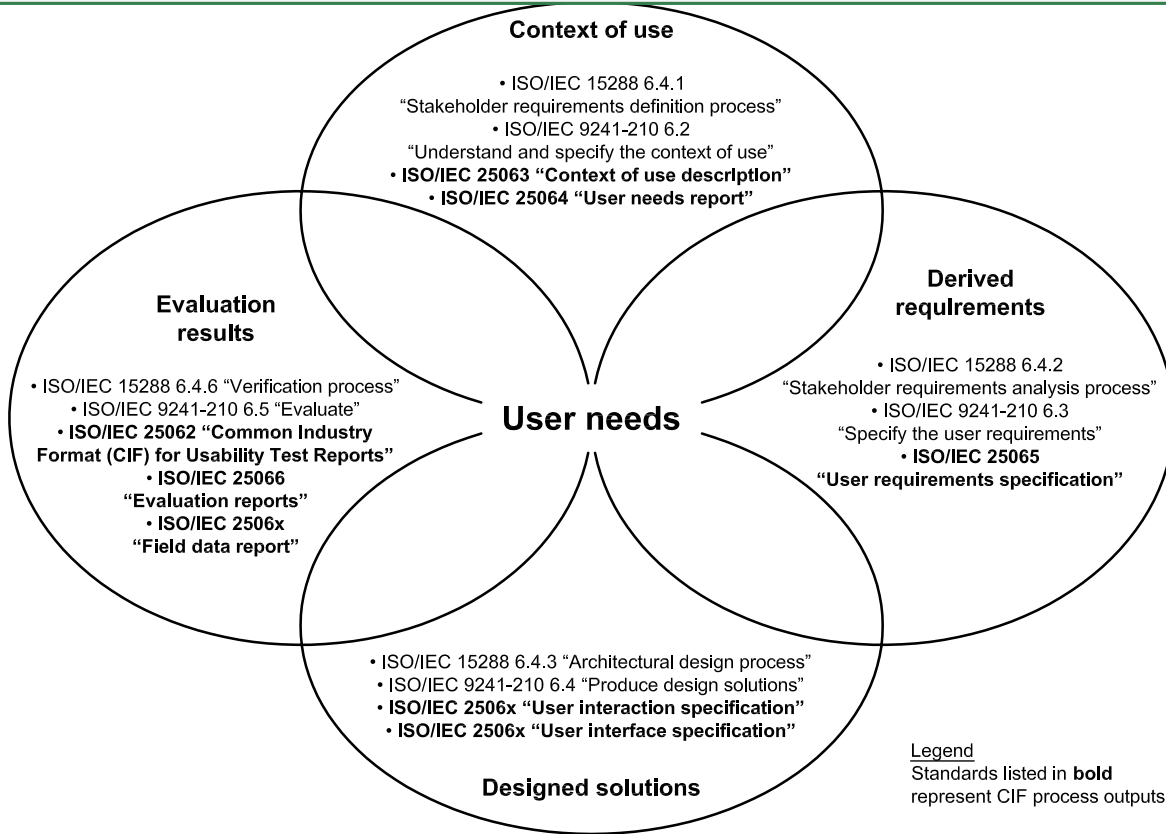 Context of use
• ISO/IEC 15288 6.4.1
“Stakeholder requirements definition process”
• ISO/IEC 9241-210 6.2
“Understand and specify the context of use”
• ISO/IEC 25063 “Context of use description”
• ISO/IEC 25064 “User needs report”
Evaluation
results
• ISO/IEC 15288 6.4.6 “Verification process”
• ISO/IEC 9241-210 6.5 “Evaluate”
• ISO/IEC 25062 “Common Industry
Format (CIF) for Usability Test Reports”
• ISO/IEC 25066
“Evaluation reports”
• ISO/IEC 2506x
“Field data report”
User needs
Derived
requirements
• ISO/IEC 15288 6.4.2
“Stakeholder requirements analysis process”
• ISO/IEC 9241-210 6.3
“Specify the user requirements”
• ISO/IEC 25065
“User requirements specification”
• ISO/IEC 15288 6.4.3 “Architectural design process”
• ISO/IEC 9241-210 6.4 “Produce design solutions”
• ISO/IEC 2506x “User interaction specification”
• ISO/IEC 2506x “User interface specification”
Designed solutions
Legend
Standards listed in bold
represent CIF process outputs